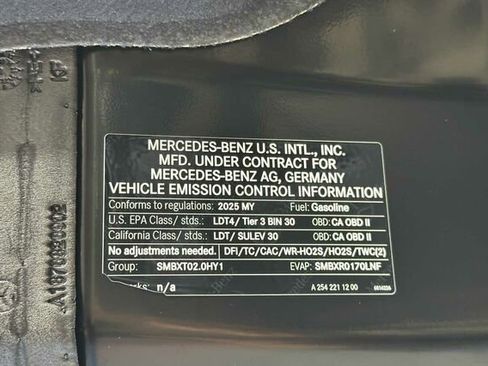 MERCEDES-BENZ U.S. INTL., INC.
MFD. UNDER CONTRACT FOR
MERCEDES-BENZ AG, GERMANY
VEHICLE EMISSION CONTROL INFORMATION
Conforms to regulations: 2025 MY Fuel: Gasoline
U.S. EPA Class/ stds.: LDT4/ Tier 3 BIN 30 OBD: CA OBD II
California Class/ stds.: LDT/ SULEV 30 OBD: CA OBD II
No adjustments needed. DFI/TC/CAC/WR-HO2S/HO2S/TWC(2)
Group: SMBXT02.0HY1 EVAP: SMBXR0170LNF
n/a A 254 221 12 00